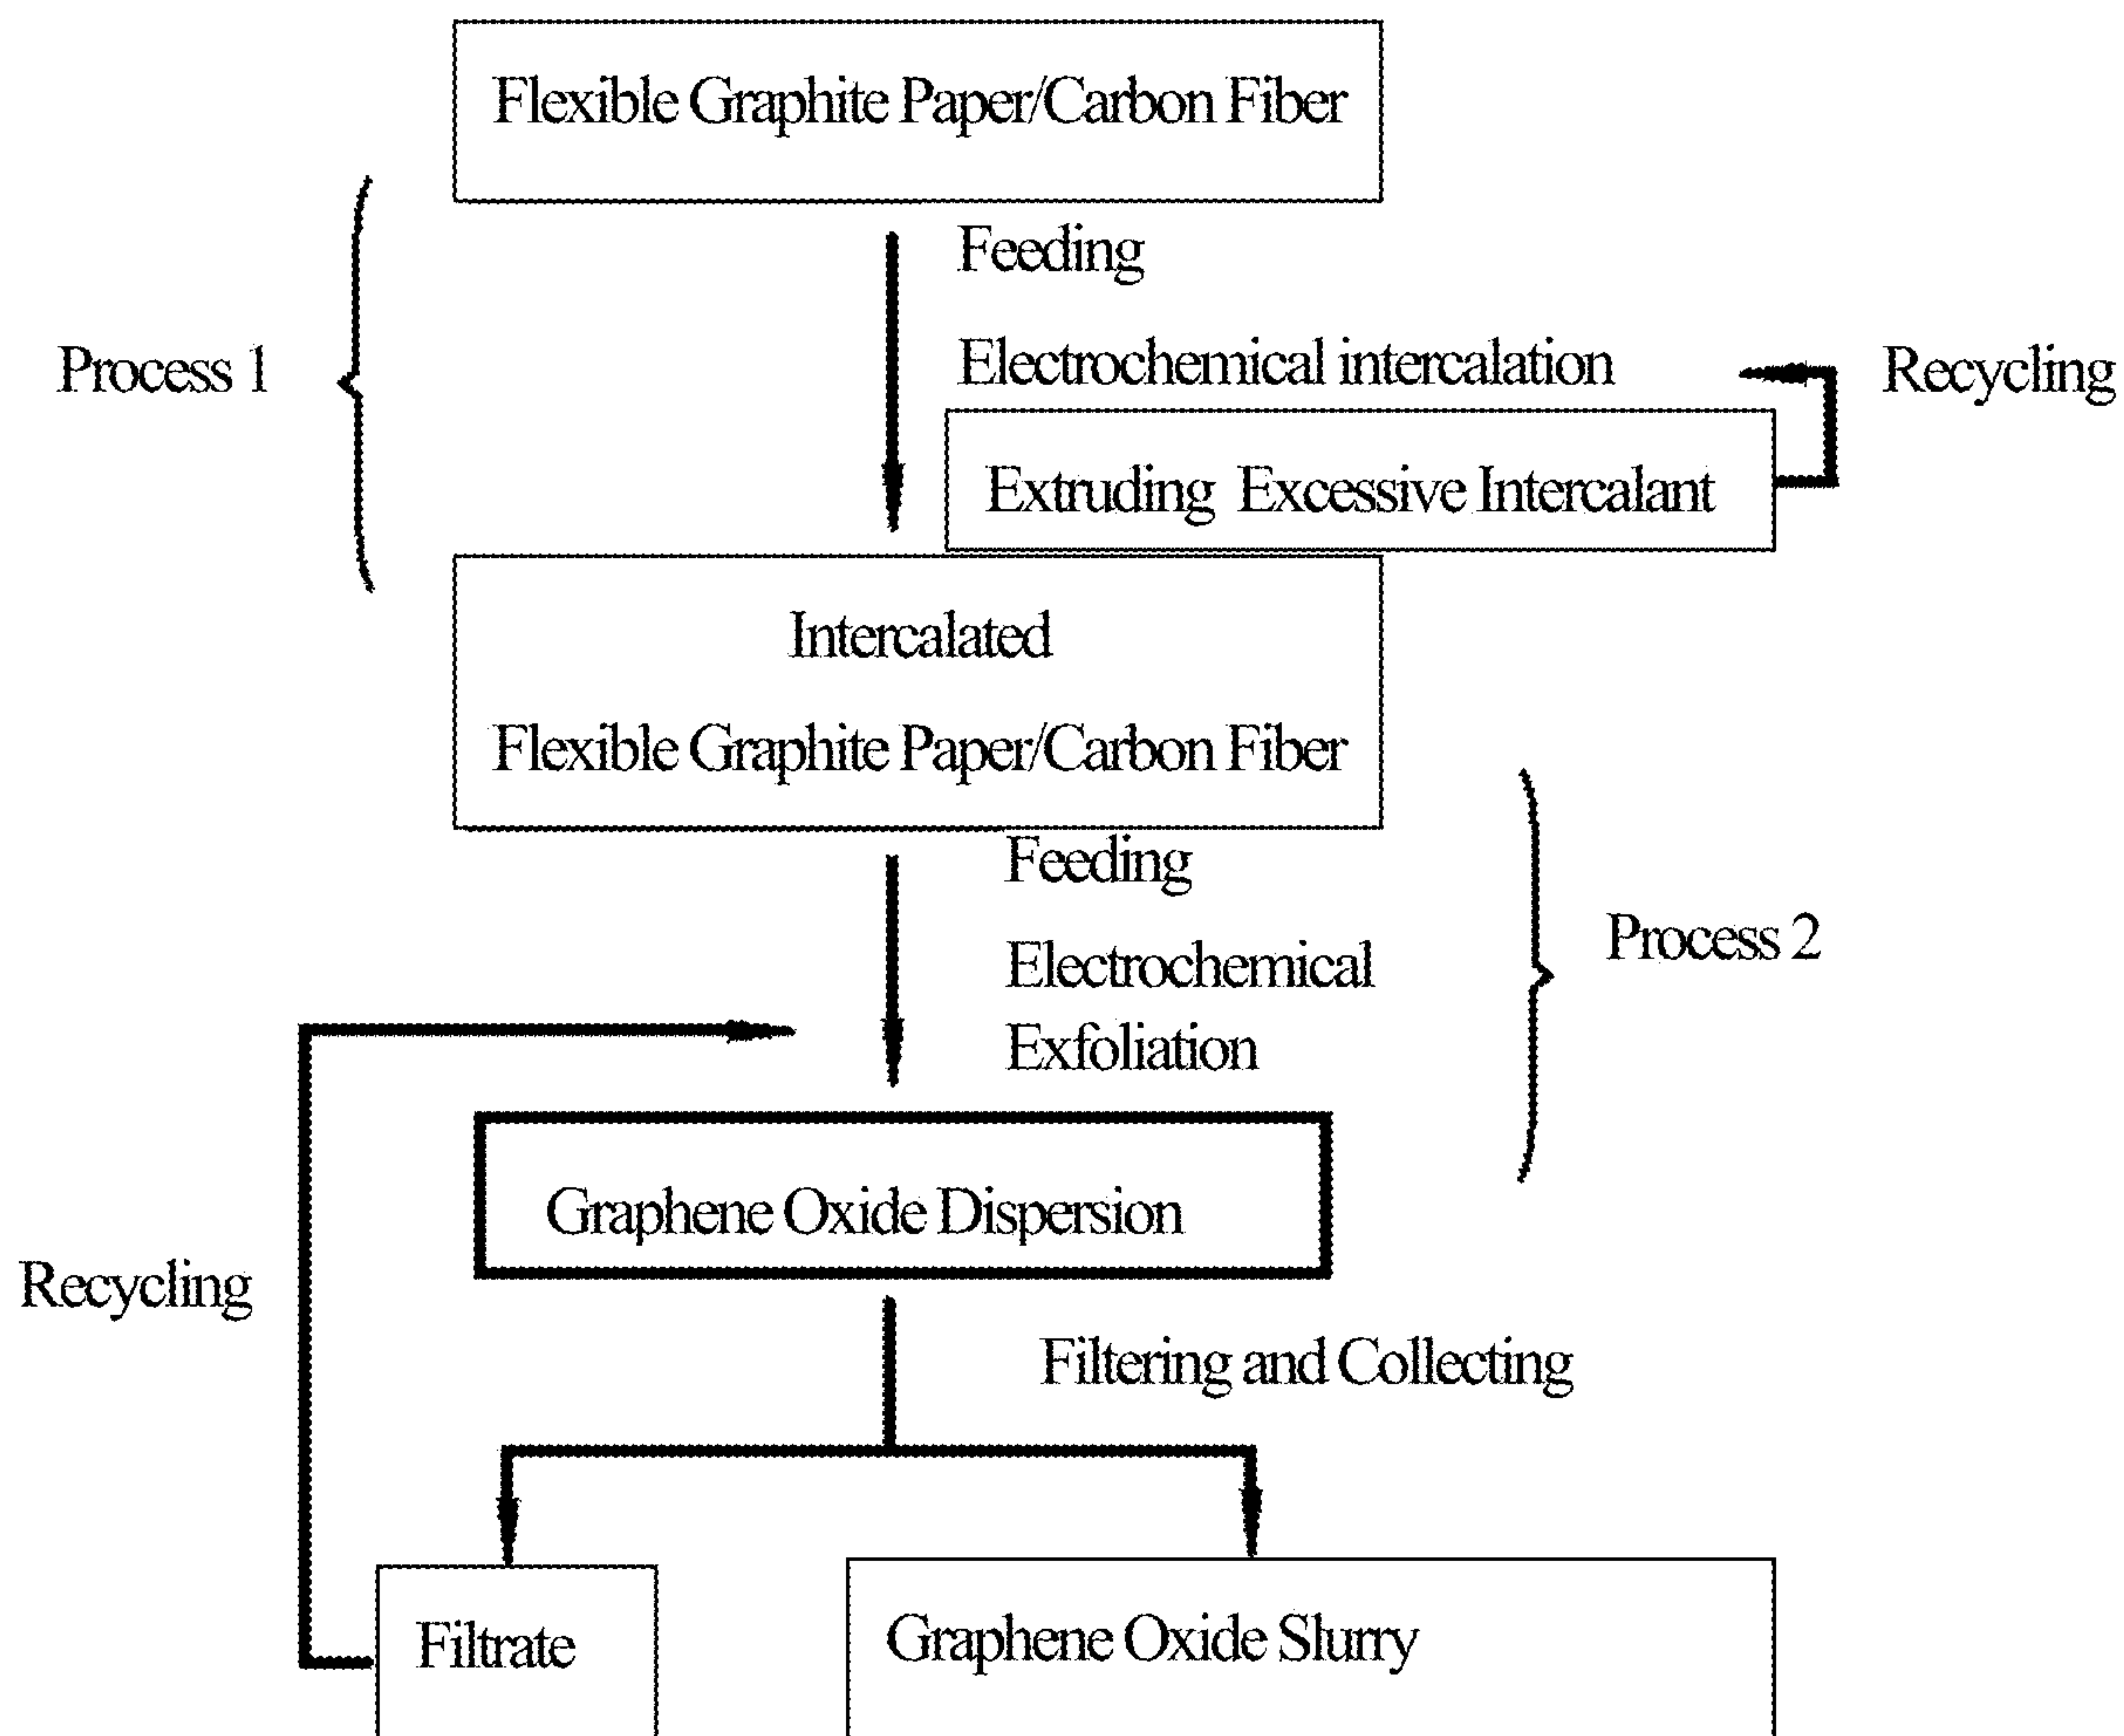 Flexible Graphite Paper/Carbon Fiber
Feeding
Process 1
Electrochemical intercalation
Recycling
Extruding Excessive Intercalant
Intercalated
Flexible Graphite Paper/Carbon Fiber
Feeding
Process 2
Electrochemical
Exfoliation
Graphene Oxide Dispersion
Recycling
Filtering and Collecting
Filtrate
Graphene Oxide Slurry